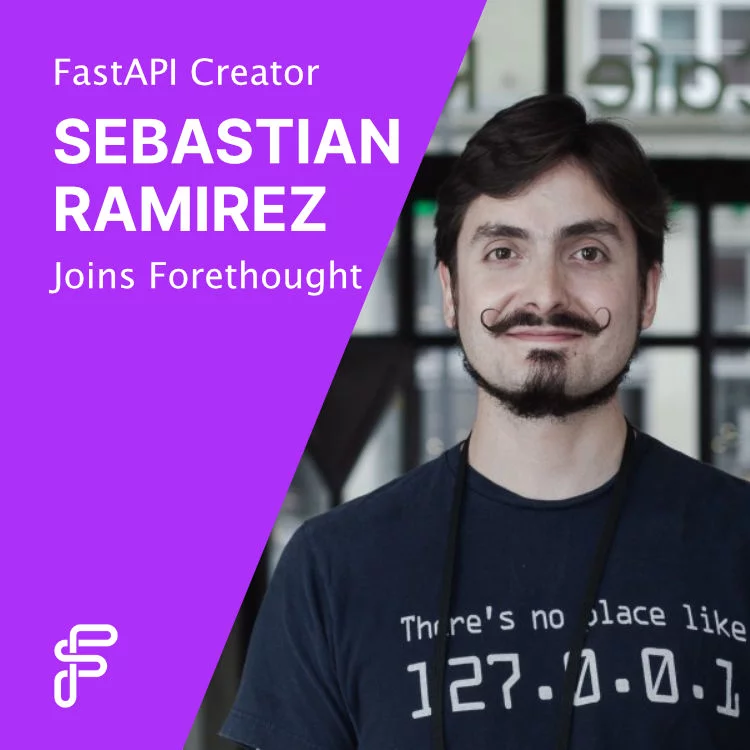 FastAPI Creator
SEBASTIAN
RAMIREZ
Joins Forethought
There's no place like
127.0.0.1